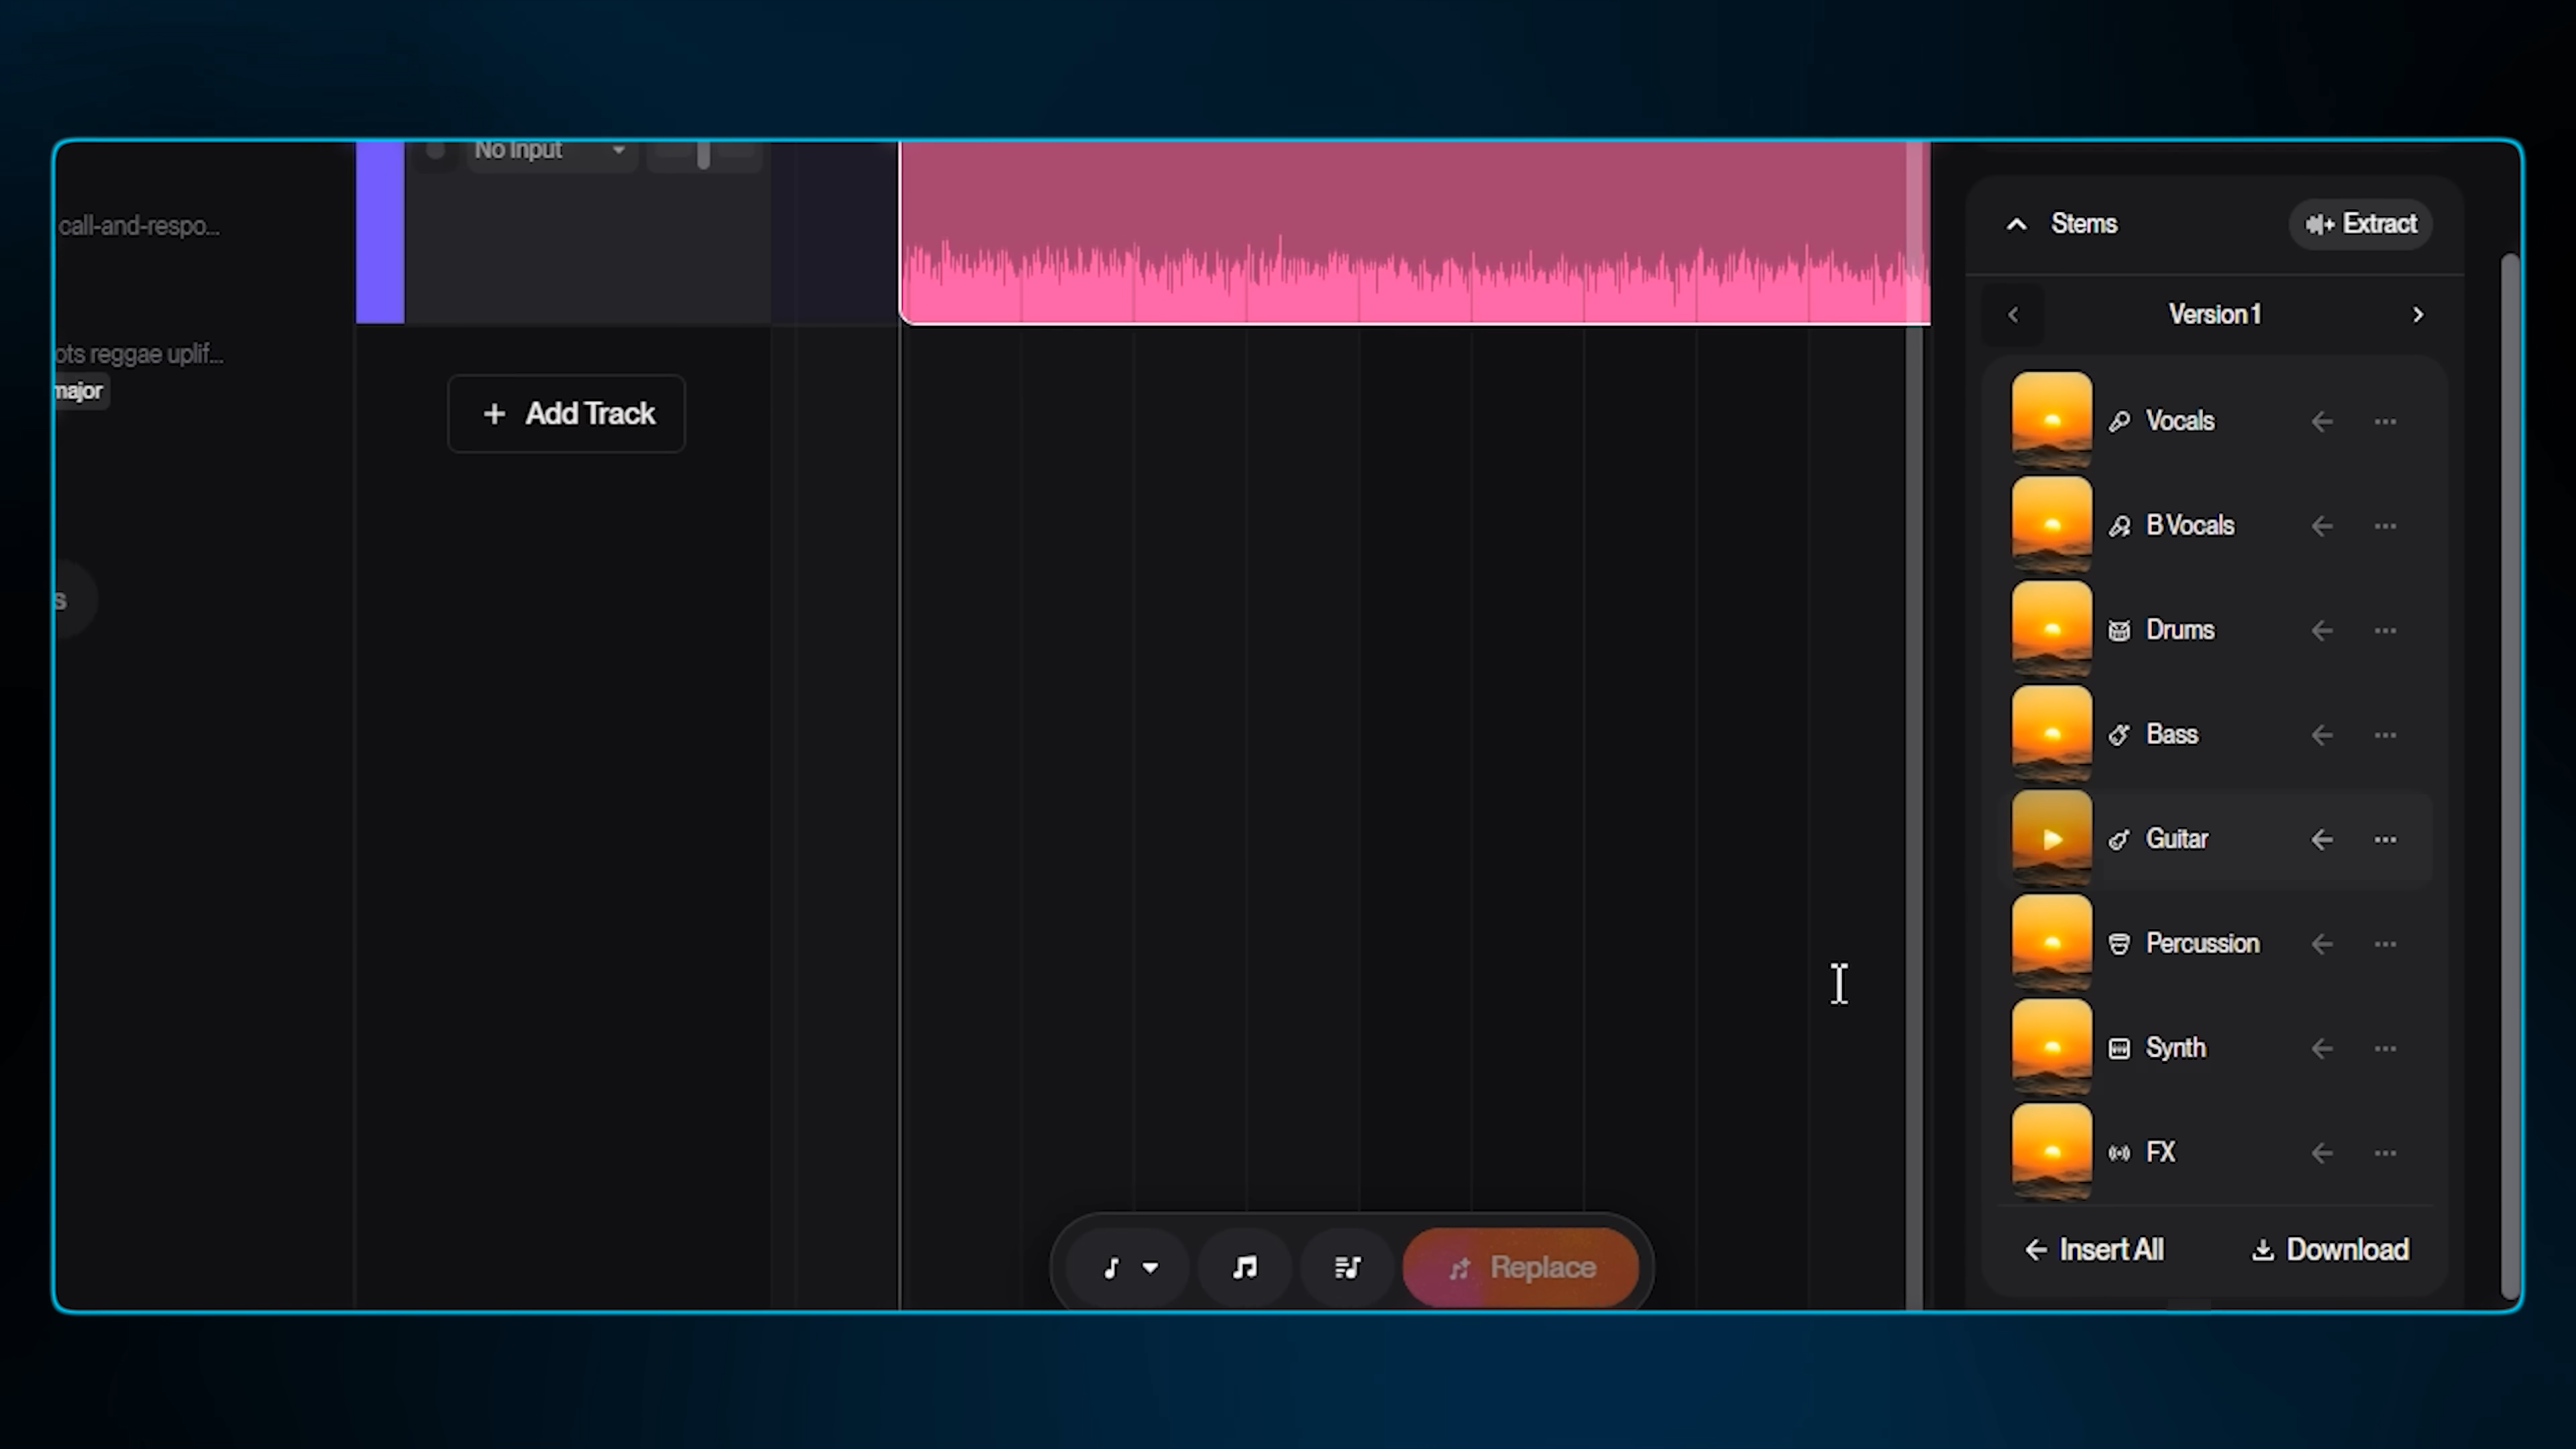 No Input
call-and-respo...
ots reggae uplif...
major
+ Add Track
Stems
Extract
Version 1
Vocals
B Vocals
Drums
Bass
Guitar
Percussion
Synth
FX
Insert All
Download
Replace
s